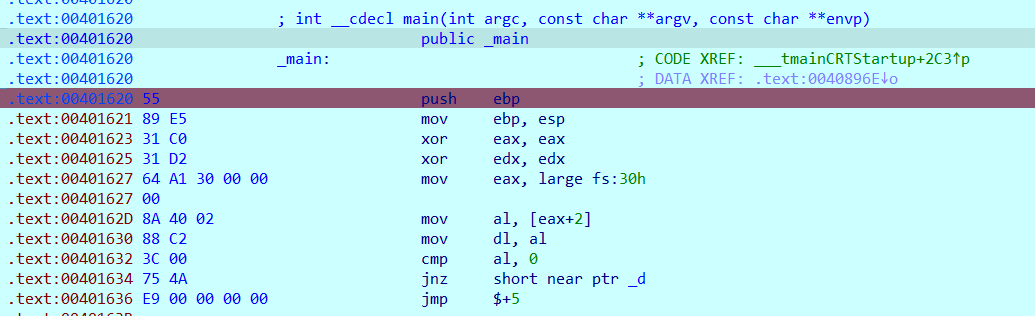 .text:00401620
.text:00401620 ; int __cdecl main(int argc, const char **argv, const char **envp)
.text:00401620 public _main
.text:00401620 _main: ; CODE XREF: ___tmainCRTStartup+2C3↑p
.text:00401620 ; DATA XREF: .text:0040896E↓o
.text:00401620 55 push ebp
.text:00401621 89 E5 mov ebp, esp
.text:00401623 31 C0 xor eax, eax
.text:00401625 31 D2 xor edx, edx
.text:00401627 64 A1 30 00 00 mov eax, large fs:30h
.text:00401627 00
.text:0040162D 8A 40 02 mov al, [eax+2]
.text:00401630 88 C2 mov dl, al
.text:00401632 3C 00 cmp al, 0
.text:00401634 75 4A jnz short near ptr _d
.text:00401636 E9 00 00 00 00 jmp $+5